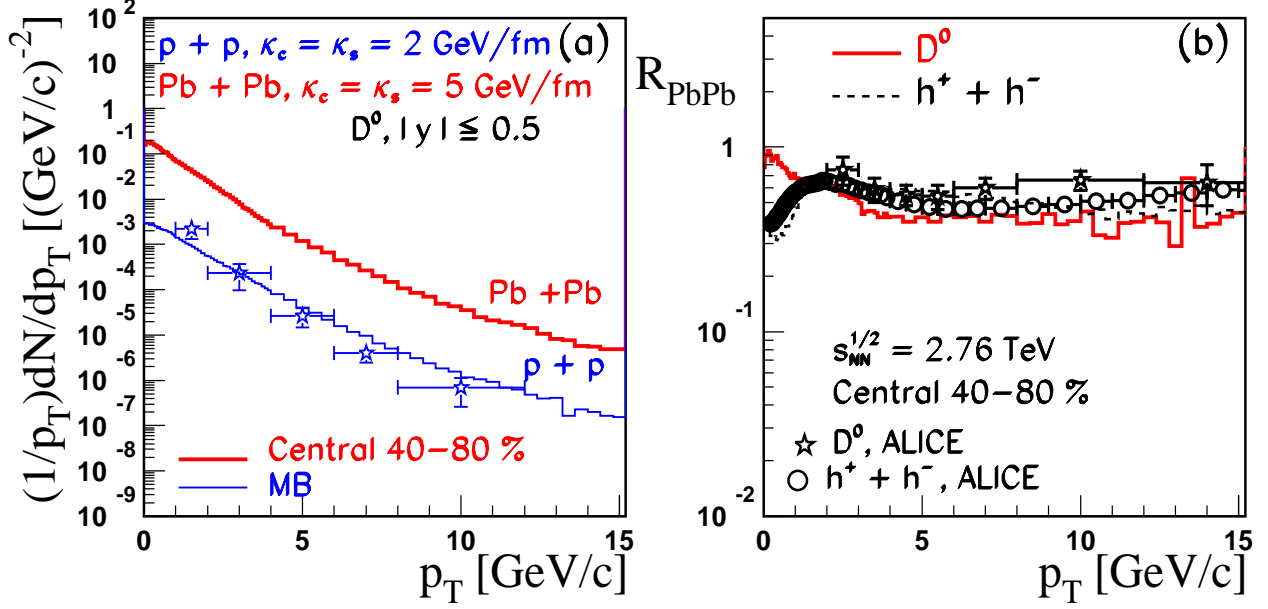 (a)
p + p, κc = κs = 2 GeV/fm
Pb + Pb, κc = κs = 5 GeV/fm
D⁰, | y | ≦ 0.5
Pb +Pb
p + p
Central 40−80 %
MB
(1/pT)dN/dpT [(GeV/c)⁻²]
10³
10²
10
1
10⁻¹
10⁻²
10⁻³
10⁻⁴
10⁻⁵
10⁻⁶
10⁻⁷
10⁻⁸
10⁻⁹
0 5 10 15
pT [GeV/c]
(b)
D⁰
h⁺ + h⁻
RPbPb
1
10⁻¹
10⁻²
sNN^1/2 = 2.76 TeV
Central 40−80 %
D⁰, ALICE
h⁺ + h⁻, ALICE
0 5 10 15
pT [GeV/c]